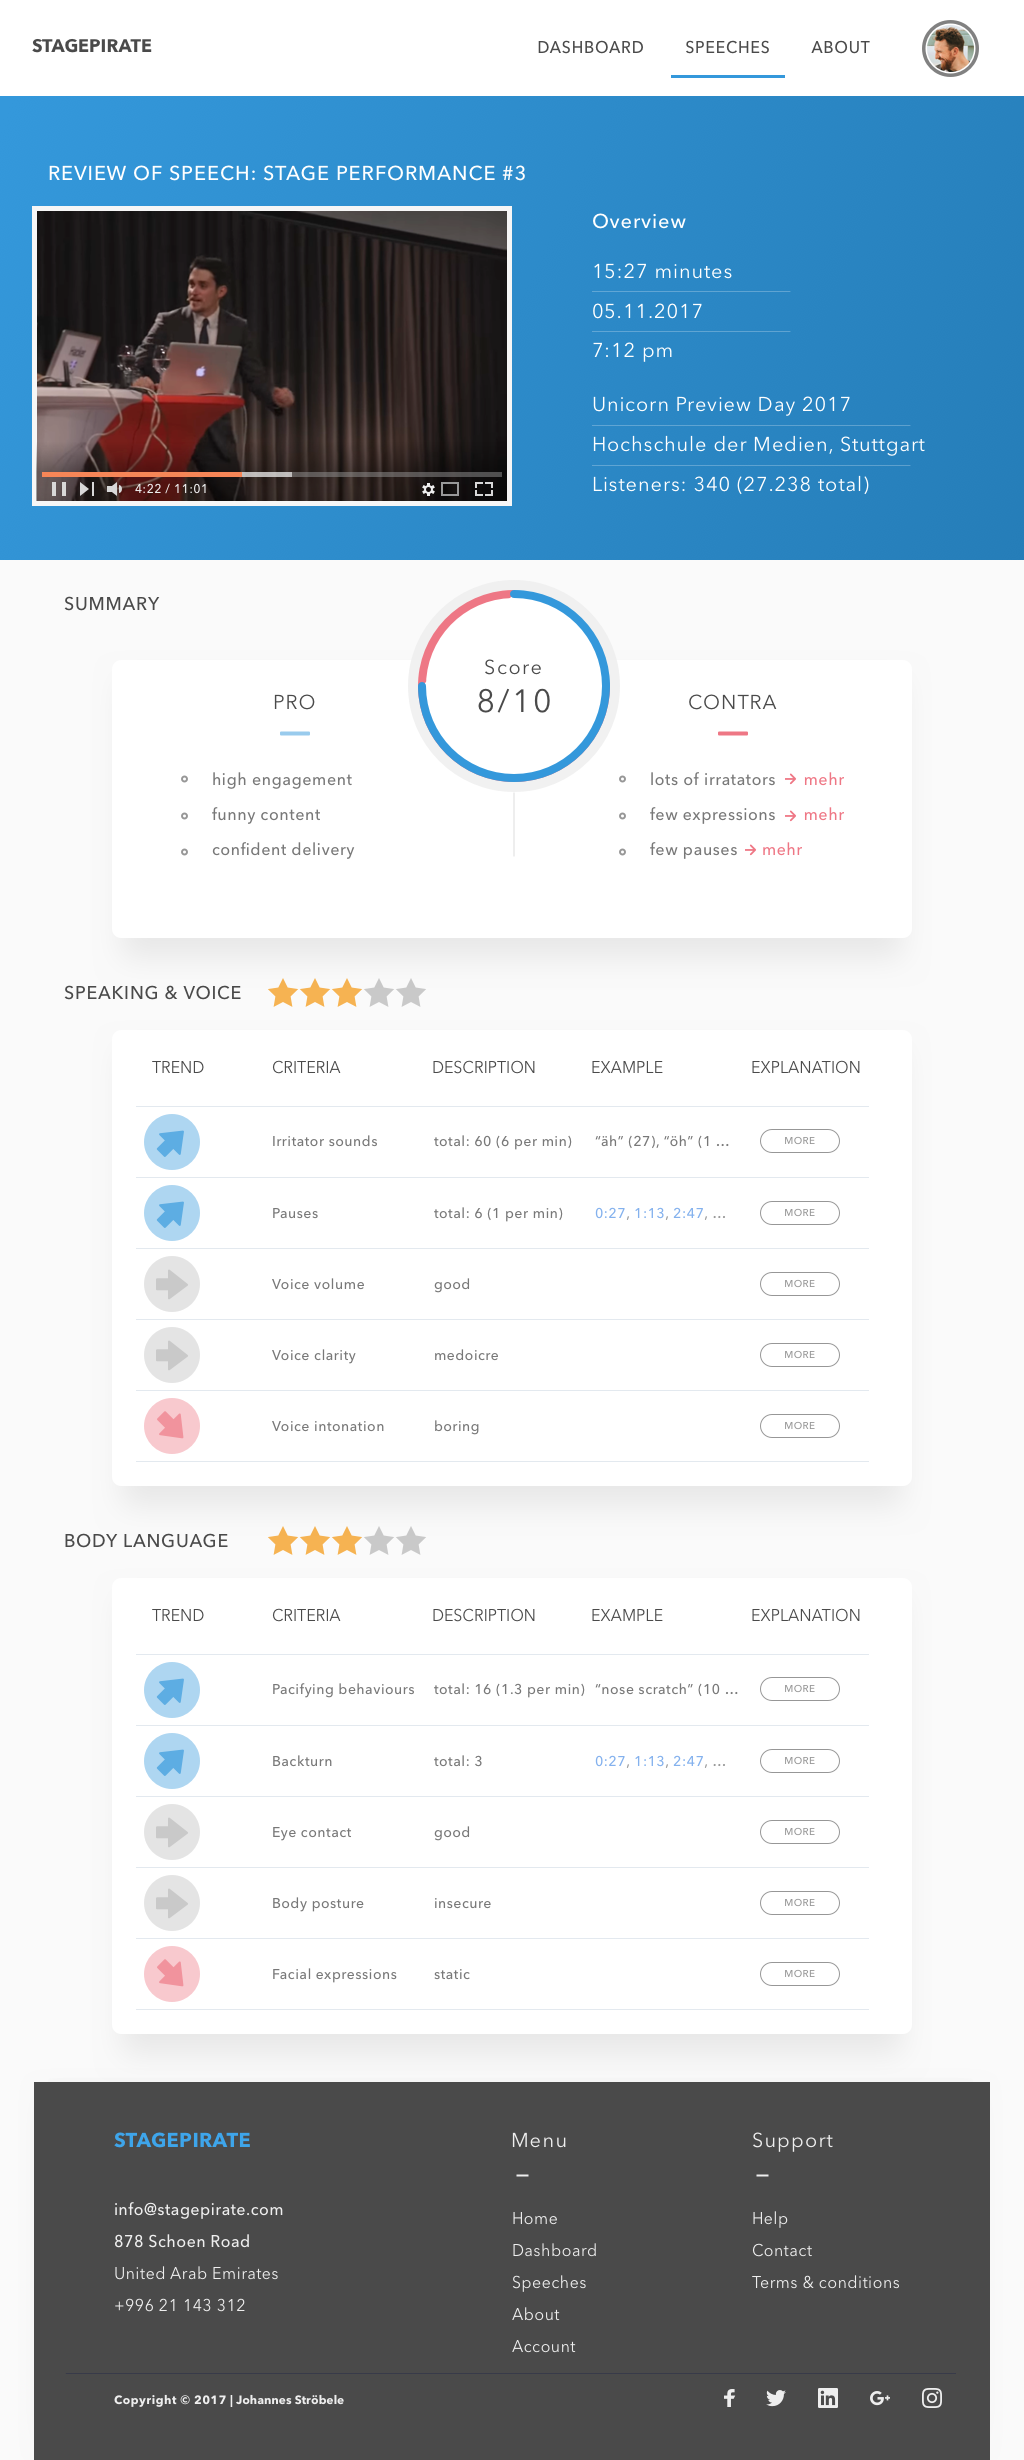 STAGEPIRATE
DASHBOARD SPEECHES ABOUT
REVIEW OF SPEECH: STAGE PERFORMANCE #3
4:22 / 11:01
Overview
15:27 minutes
05.11.2017
7:12 pm
Unicorn Preview Day 2017
Hochschule der Medien, Stuttgart
Listeners: 340 (27.238 total)
SUMMARY
Score
8/10
PRO
high engagement
funny content
confident delivery
CONTRA
lots of irratators → mehr
few expressions → mehr
few pauses → mehr
SPEAKING & VOICE
TREND CRITERIA DESCRIPTION EXAMPLE EXPLANATION
Irritator sounds total: 60 (6 per min) “äh” (27), “öh” (1 ... MORE
Pauses total: 6 (1 per min) 0:27, 1:13, 2:47, ... MORE
Voice volume good MORE
Voice clarity medoicre MORE
Voice intonation boring MORE
BODY LANGUAGE
TREND CRITERIA DESCRIPTION EXAMPLE EXPLANATION
Pacifying behaviours total: 16 (1.3 per min) “nose scratch” (10 ... MORE
Backturn total: 3 0:27, 1:13, 2:47, ... MORE
Eye contact good MORE
Body posture insecure MORE
Facial expressions static MORE
STAGEPIRATE
info@stagepirate.com
878 Schoen Road
United Arab Emirates
+996 21 143 312
Menu
Home
Dashboard
Speeches
About
Account
Support
Help
Contact
Terms & conditions
Copyright © 2017 | Johannes Ströbele